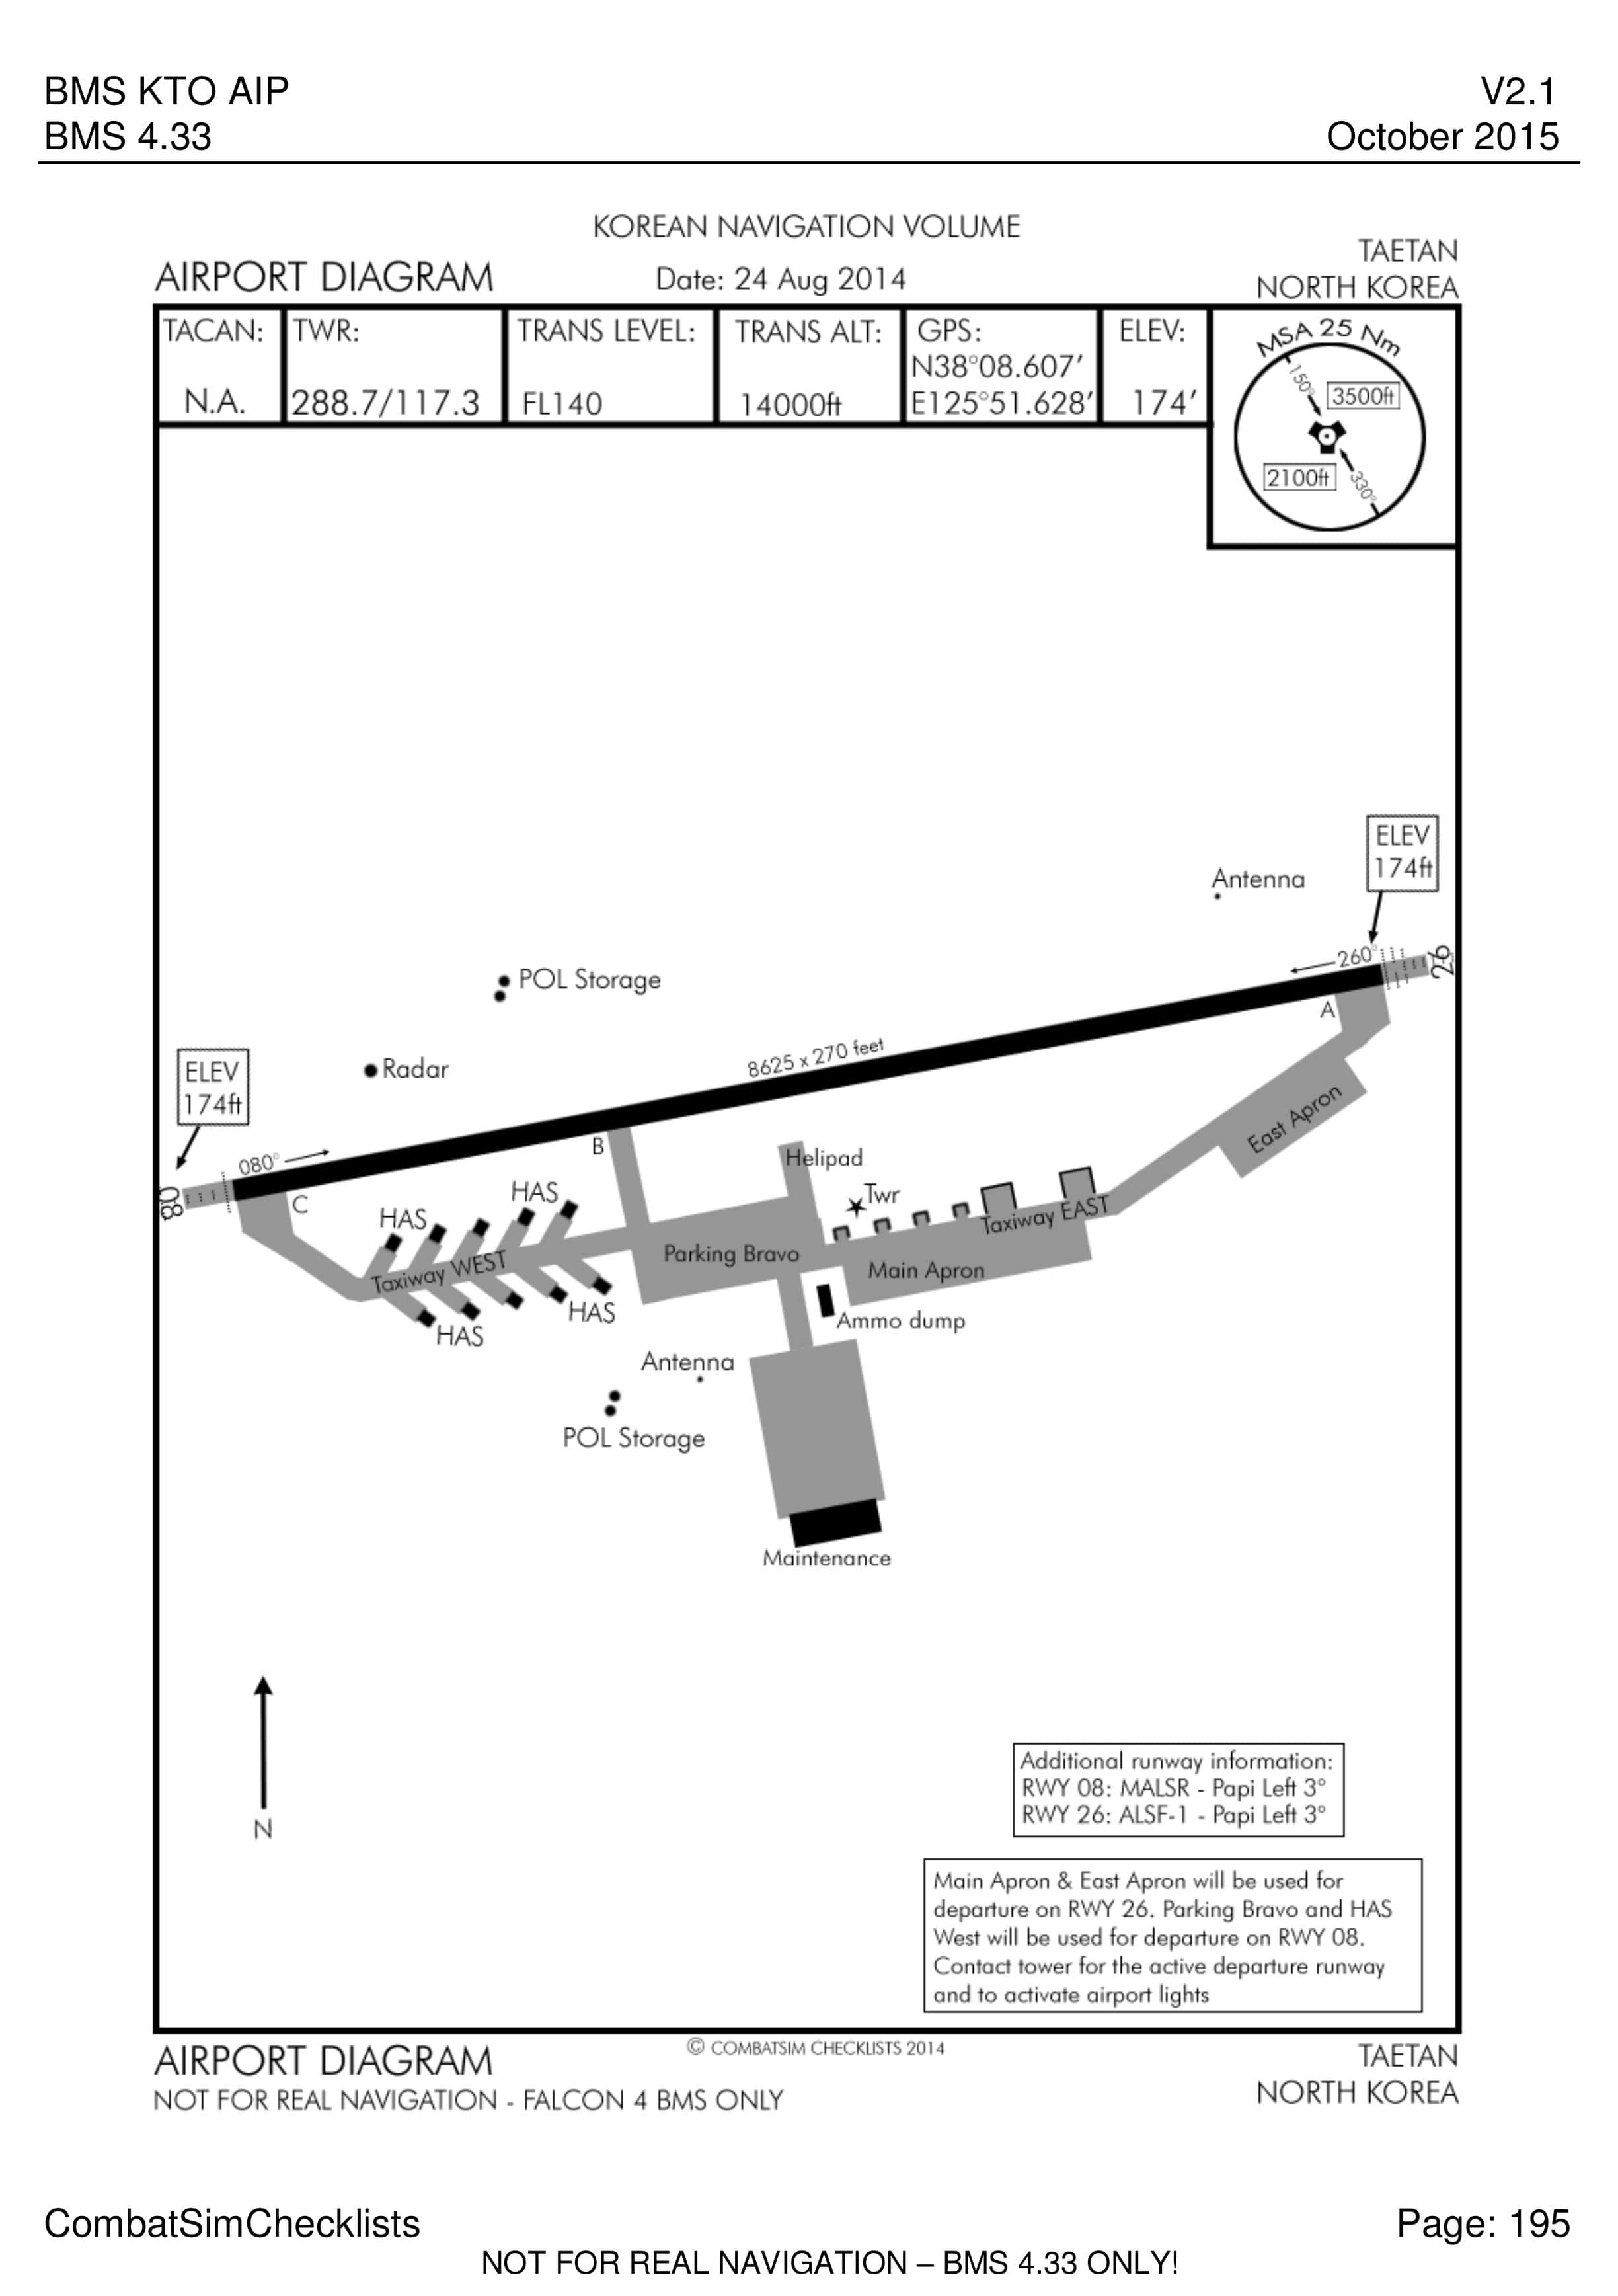 BMS KTO AIP
V2.1
BMS 4.33
October 2015
KOREAN NAVIGATION VOLUME
TAETAN
AIRPORT DIAGRAM
Date: 24 Aug 2014
NORTH KOREA
TACAN:
N.A.
TWR:
288.7/117.3
TRANS LEVEL:
FL140
TRANS ALT:
14000ft
GPS:
N38°08.607'
E125°51.628'
ELEV:
174'
MSA 25 Nm
150°
3500ft
2100ft
330°
ELEV
174ft
Antenna
26
260°
A
POL Storage
8625 x 270 feet
Radar
East Apron
ELEV
174ft
B
080°
08
C
Helipad
HAS
Twr
HAS
Taxiway EAST
Parking Bravo
Taxiway WEST
Main Apron
HAS
Ammo dump
HAS
Antenna
POL Storage
Maintenance
N
Additional runway information:
RWY 08: MALSR - Papi Left 3°
RWY 26: ALSF-1 - Papi Left 3°
Main Apron & East Apron will be used for
departure on RWY 26. Parking Bravo and HAS
West will be used for departure on RWY 08.
Contact tower for the active departure runway
and to activate airport lights
AIRPORT DIAGRAM
© COMBATSIM CHECKLISTS 2014
TAETAN
NOT FOR REAL NAVIGATION - FALCON 4 BMS ONLY
NORTH KOREA
CombatSimChecklists
Page: 195
NOT FOR REAL NAVIGATION – BMS 4.33 ONLY!